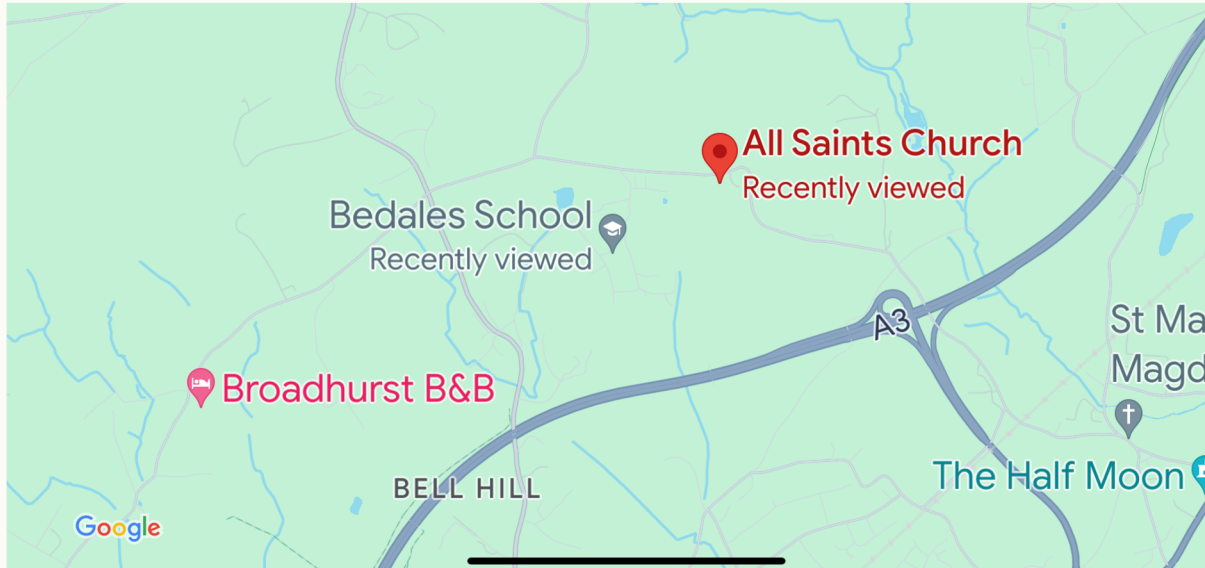 All Saints Church
Recently viewed
Bedales School
Recently viewed
A3
St Ma
Magd
Broadhurst B&B
The Half Moon
BELL HILL
Google